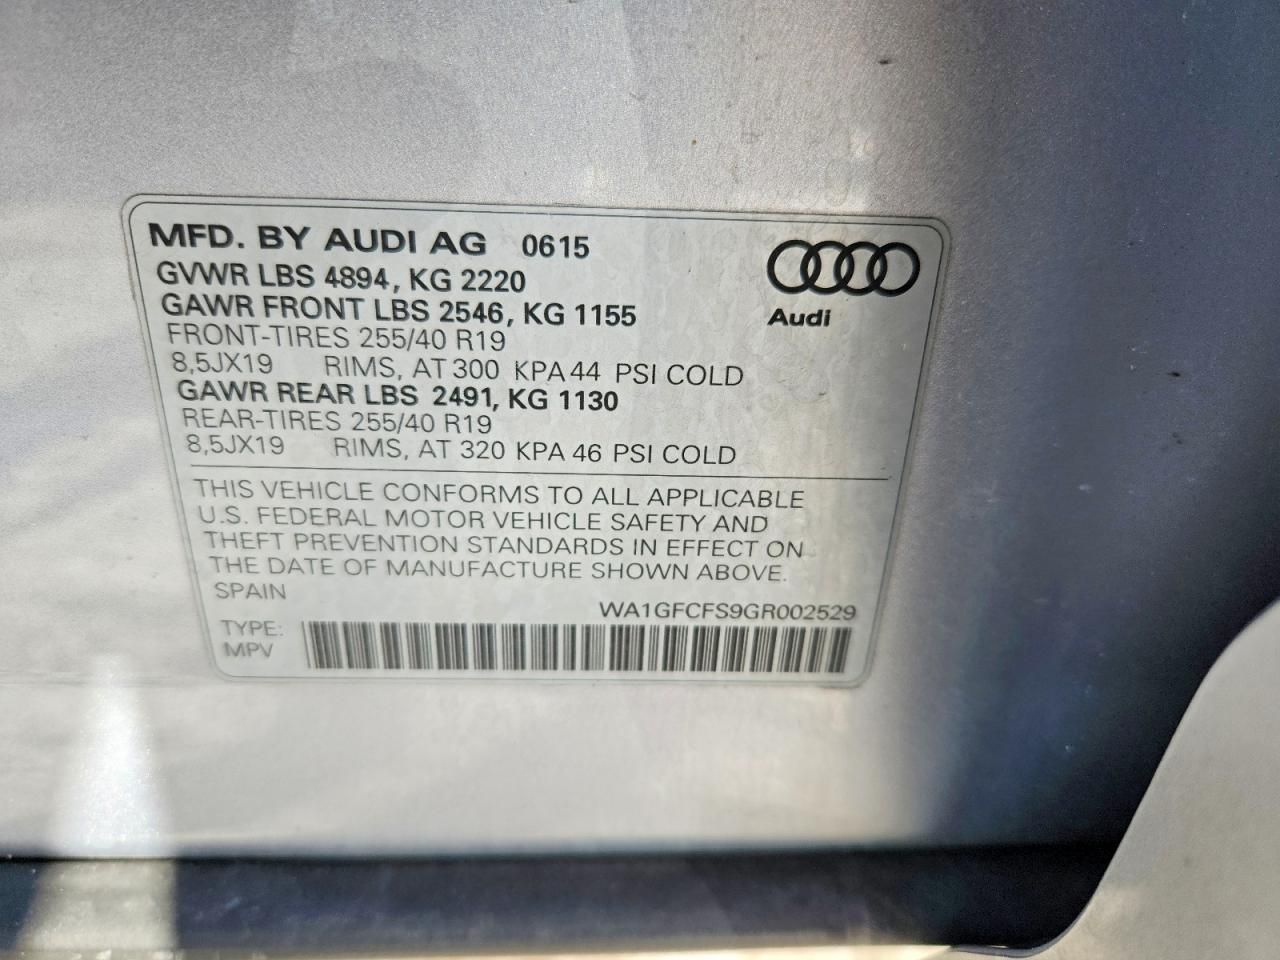 MFD. BY AUDI AG 0615
GVWR LBS 4894, KG 2220
GAWR FRONT LBS 2546, KG 1155
FRONT-TIRES 255/40 R19
8,5JX19 RIMS, AT 300 KPA 44 PSI COLD
GAWR REAR LBS 2491, KG 1130
REAR-TIRES 255/40 R19
8,5JX19 RIMS, AT 320 KPA 46 PSI COLD
Audi
THIS VEHICLE CONFORMS TO ALL APPLICABLE
U.S. FEDERAL MOTOR VEHICLE SAFETY AND
THEFT PREVENTION STANDARDS IN EFFECT ON
THE DATE OF MANUFACTURE SHOWN ABOVE.
SPAIN
WA1GFCFS9GR002529
TYPE:
MPV